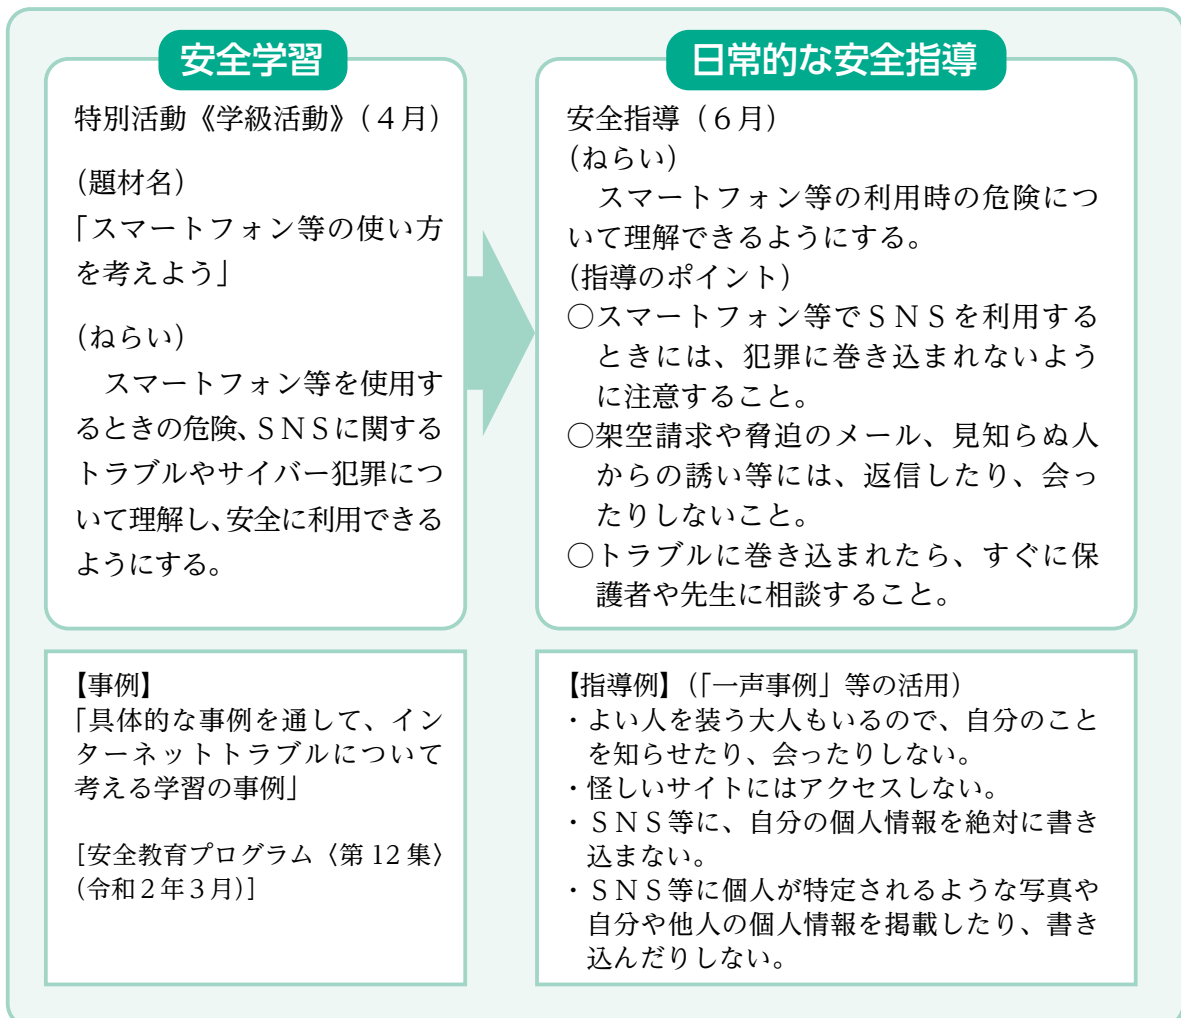 安全学習
特別活動《学級活動》（４月）
（題材名）
「スマートフォン等の使い方
を考えよう」
（ねらい）
　スマートフォン等を使用す
るときの危険、ＳＮＳに関する
トラブルやサイバー犯罪につ
いて理解し、安全に利用できる
ようにする。
【事例】
「具体的な事例を通して、イン
ターネットトラブルについて
考える学習の事例」
［安全教育プログラム〈第12集〉
（令和２年３月）］
日常的な安全指導
安全指導（６月）
（ねらい）
　スマートフォン等の利用時の危険につ
いて理解できるようにする。
（指導のポイント）
○スマートフォン等でＳＮＳを利用する
ときには、犯罪に巻き込まれないよう
に注意すること。
○架空請求や脅迫のメール、見知らぬ人
からの誘い等には、返信したり、会っ
たりしないこと。
○トラブルに巻き込まれたら、すぐに保
護者や先生に相談すること。
【指導例】（「一声事例」等の活用）
・よい人を装う大人もいるので、自分のこと
を知らせたり、会ったりしない。
・怪しいサイトにはアクセスしない。
・ＳＮＳ等に、自分の個人情報を絶対に書き
込まない。
・ＳＮＳ等に個人が特定されるような写真や
自分や他人の個人情報を掲載したり、書き
込んだりしない。